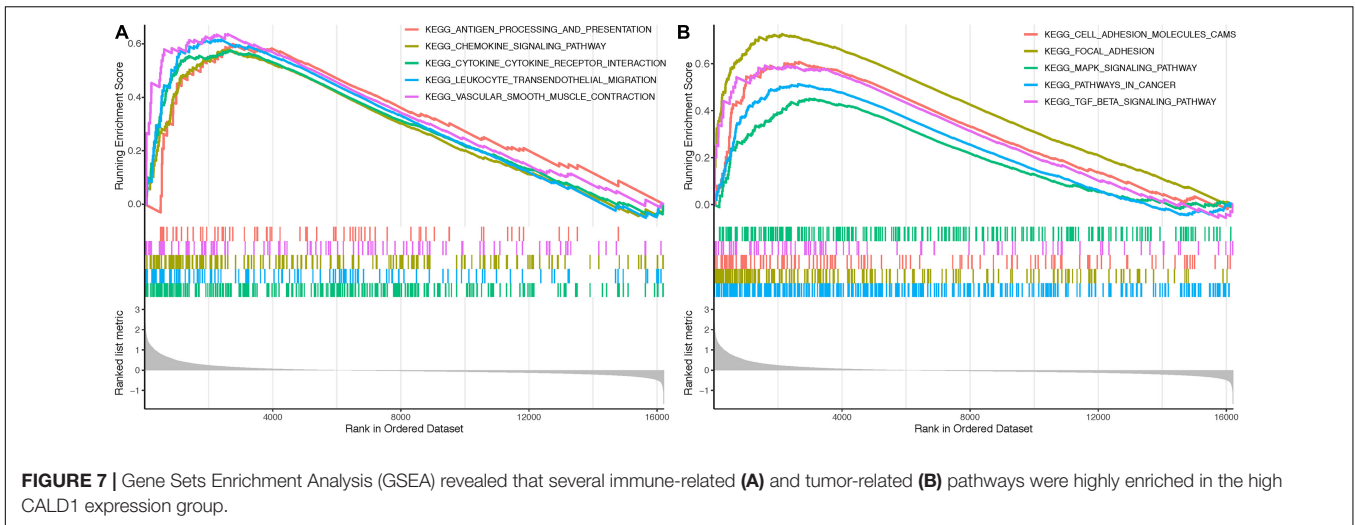 A
Running Enrichment Score
0.6
0.4
0.2
0.0
KEGG_ANTIGEN_PROCESSING_AND_PRESENTATION
KEGG_CHEMOKINE_SIGNALING_PATHWAY
KEGG_CYTOKINE_CYTOKINE_RECEPTOR_INTERACTION
KEGG_LEUKOCYTE_TRANSENDOTHELIAL_MIGRATION
KEGG_VASCULAR_SMOOTH_MUSCLE_CONTRACTION
Ranked list metric
3
2
1
0
−1
4000 8000 12000 16000
Rank in Ordered Dataset
B
Running Enrichment Score
0.6
0.4
0.2
0.0
KEGG_CELL_ADHESION_MOLECULES_CAMS
KEGG_FOCAL_ADHESION
KEGG_MAPK_SIGNALING_PATHWAY
KEGG_PATHWAYS_IN_CANCER
KEGG_TGF_BETA_SIGNALING_PATHWAY
Ranked list metric
3
2
1
0
−1
4000 8000 12000 16000
Rank in Ordered Dataset
FIGURE 7 | Gene Sets Enrichment Analysis (GSEA) revealed that several immune-related (A) and tumor-related (B) pathways were highly enriched in the high
CALD1 expression group.